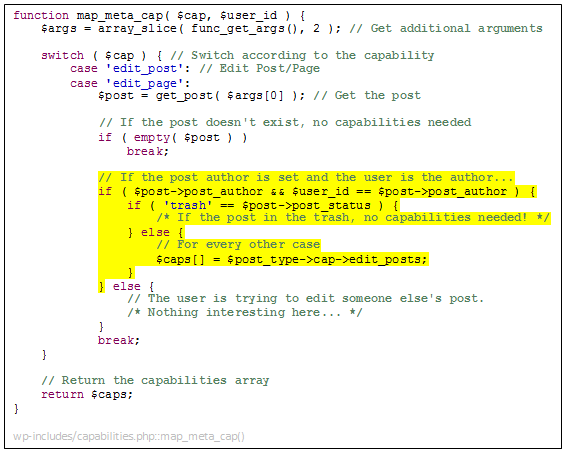 function map_meta_cap( $cap, $user_id ) {
    $args = array_slice( func_get_args(), 2 ); // Get additional arguments

    switch ( $cap ) { // Switch according to the capability
        case 'edit_post': // Edit Post/Page
        case 'edit_page':
            $post = get_post( $args[0] ); // Get the post

            // If the post doesn't exist, no capabilities needed
            if ( empty( $post ) )
                break;

            // If the post author is set and the user is the author...
            if ( $post->post_author && $user_id == $post->post_author ) {
                if ( 'trash' == $post->post_status ) {
                    /* If the post in the trash, no capabilities needed! */
                } else {
                    // For every other case
                    $caps[] = $post_type->cap->edit_posts;
                }
            } else {
                // The user is trying to edit someone else's post.
                /* Nothing interesting here... */
            }
            break;
    }

    // Return the capabilities array
    return $caps;
}

wp-includes/capabilities.php::map_meta_cap()